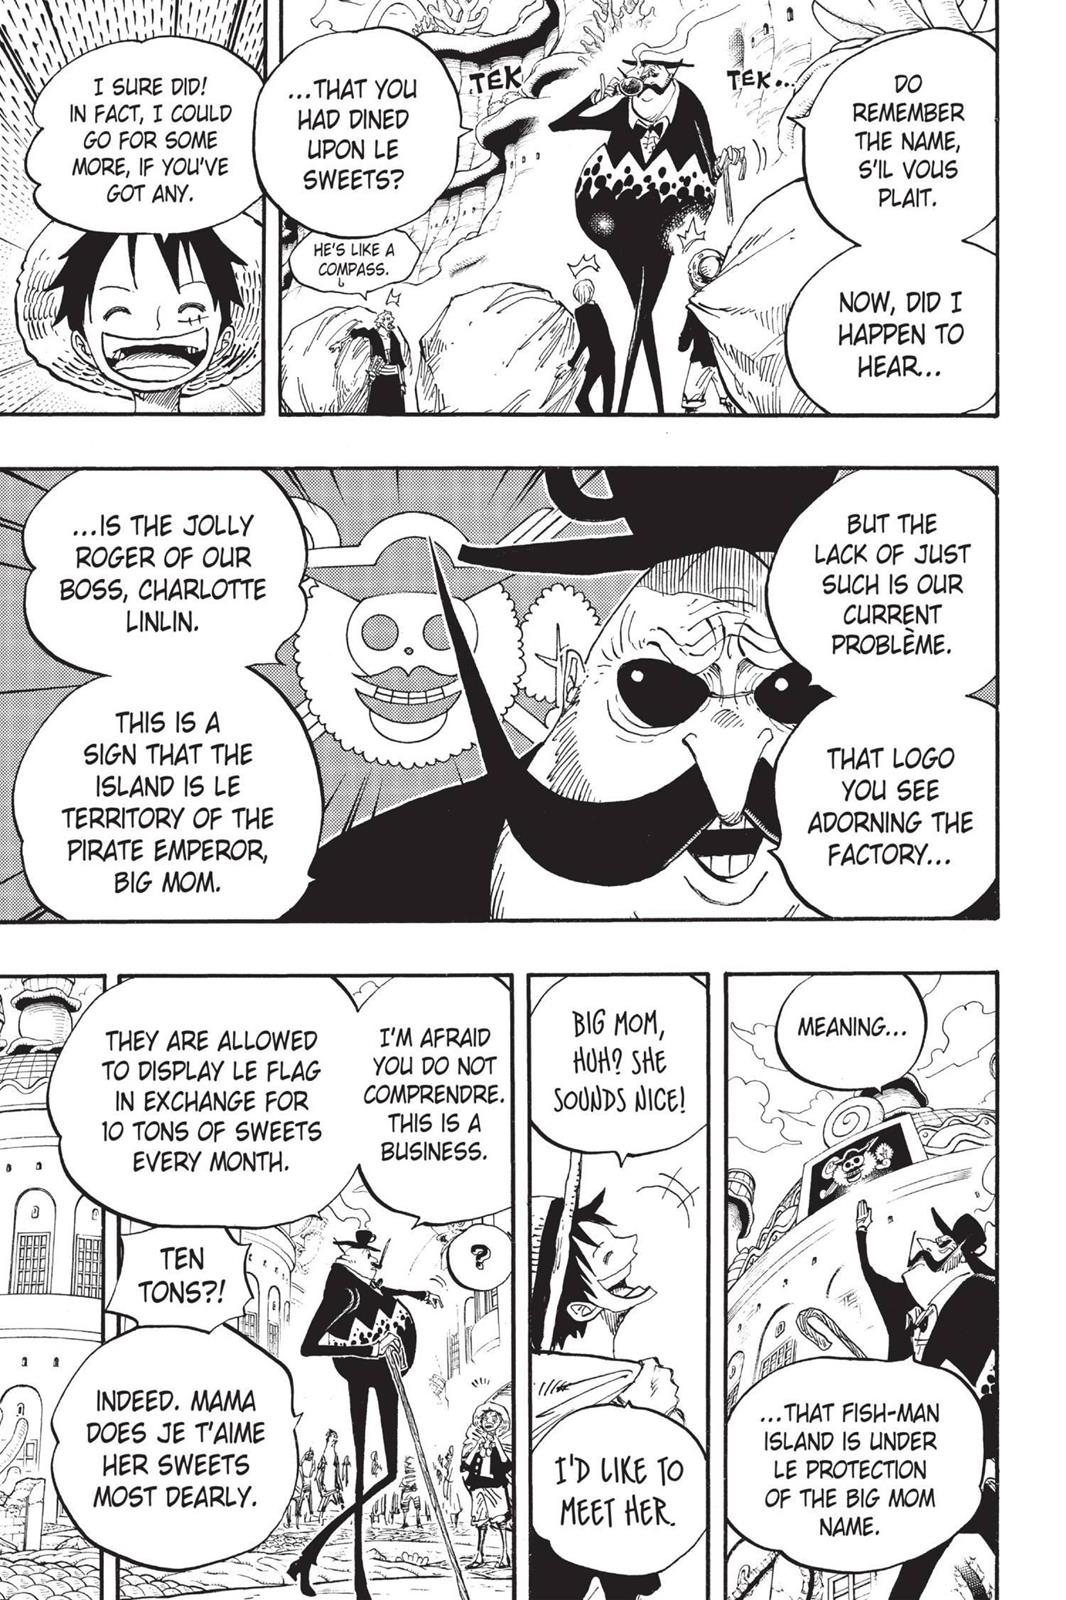 DO
REMEMBER
THE NAME,
S'IL VOUS
PLAIT.
NOW, DID I
HAPPEN TO
HEAR...
TEK...
TEK
...THAT YOU
HAD DINED
UPON LE
SWEETS?
HE'S LIKE A
COMPASS.
I SURE DID!
IN FACT, I COULD
GO FOR SOME
MORE, IF YOU'VE
GOT ANY.
BUT THE
LACK OF JUST
SUCH IS OUR
CURRENT
PROBLÈME.
THAT LOGO
YOU SEE
ADORNING THE
FACTORY...
...IS THE JOLLY
ROGER OF OUR
BOSS, CHARLOTTE
LINLIN.
THIS IS A
SIGN THAT THE
ISLAND IS LE
TERRITORY OF THE
PIRATE EMPEROR,
BIG MOM.
MEANING...
...THAT FISH-MAN
ISLAND IS UNDER
LE PROTECTION
OF THE BIG MOM
NAME.
BIG MOM,
HUH? SHE
SOUNDS NICE!
I'D LIKE TO
MEET HER.
I'M AFRAID
YOU DO NOT
COMPRENDRE.
THIS IS A
BUSINESS.
?
THEY ARE ALLOWED
TO DISPLAY LE FLAG
IN EXCHANGE FOR
10 TONS OF SWEETS
EVERY MONTH.
TEN
TONS?!
INDEED. MAMA
DOES JE T'AIME
HER SWEETS
MOST DEARLY.